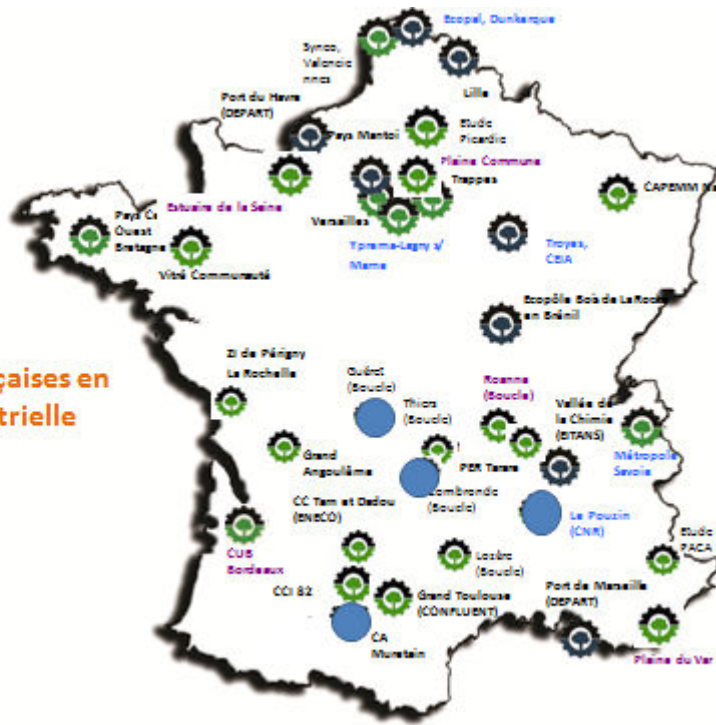 Ecopal, Dunkerque
Syneo,
Valencie
nnes
Lille
Port du Havre
(DEPART)
Pays Mantoi
Etude
Picardie
Plaine Commune
Trappes
CAPEMM
Estuaire de la Seine
Versailles
Pays
Ouest
Bretagne
Vitré Communauté
Yprema-Lagny s/
Marne
Troyes,
CEIA
Ecopôle Bois de La Roche
en Brénil
ZI de Périgny
La Rochelle
çaises en
trielle
Guéret
(Boucle)
Thiers
(Boucle)
Roanne
(Boucle)
Vallée de
la Chimie
(EITANS)
Grand
Angoulême
PER Tarare
Métropole
Savoie
CC Tarn et Dadou
(ENECO)
Combronde
(Boucle)
Le Pouzin
(CNR)
CUB
Bordeaux
Lozère
(Boucle)
Etude
PACA
CCI 82
Grand Toulouse
(CONFLUENT)
Port de Marseille
(DEPART)
CA
Muretain
Plaine du Var